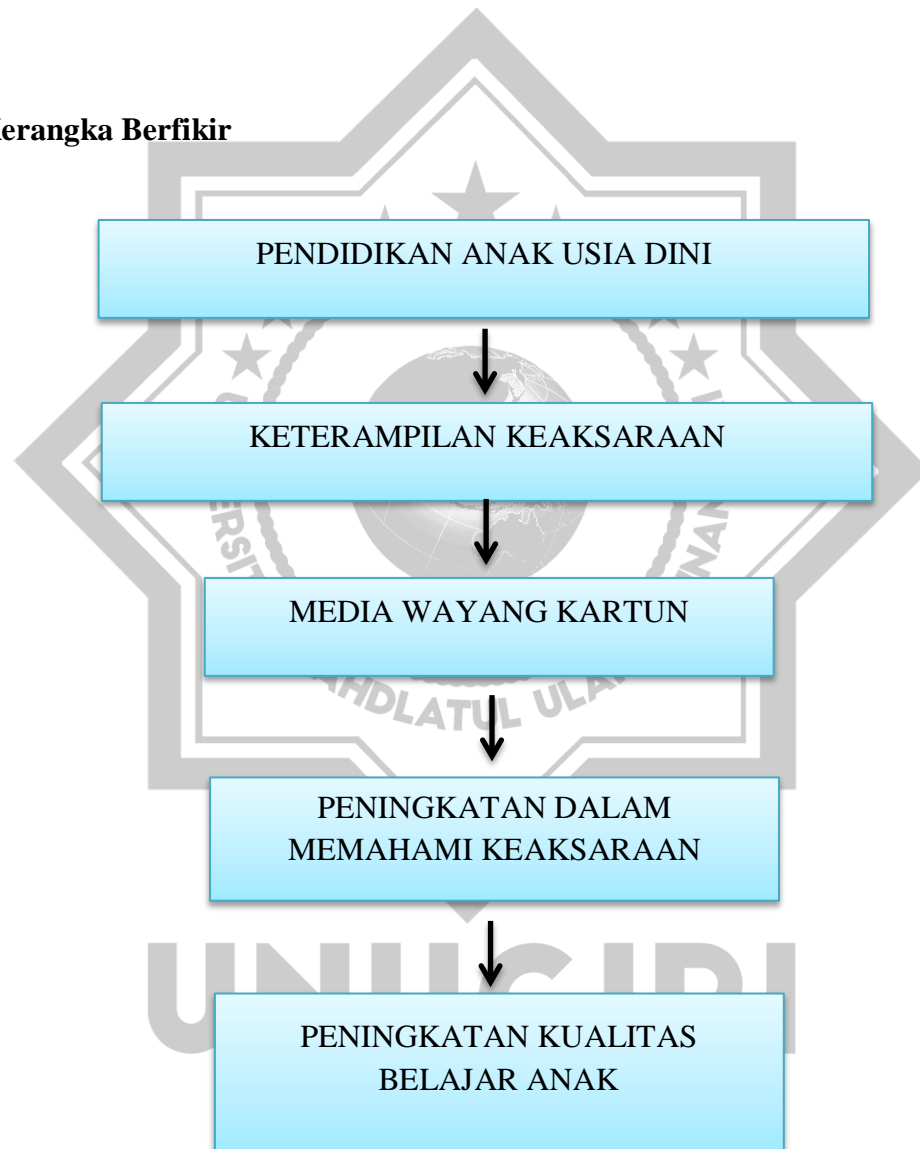 Kerangka Berfikir
PENDIDIKAN ANAK USIA DINI
KETERAMPILAN KEAKSARAAN
MEDIA WAYANG KARTUN
PENINGKATAN DALAM
MEMAHAMI KEAKSARAAN
UNUGIRI
PENINGKATAN KUALITAS
BELAJAR ANAK